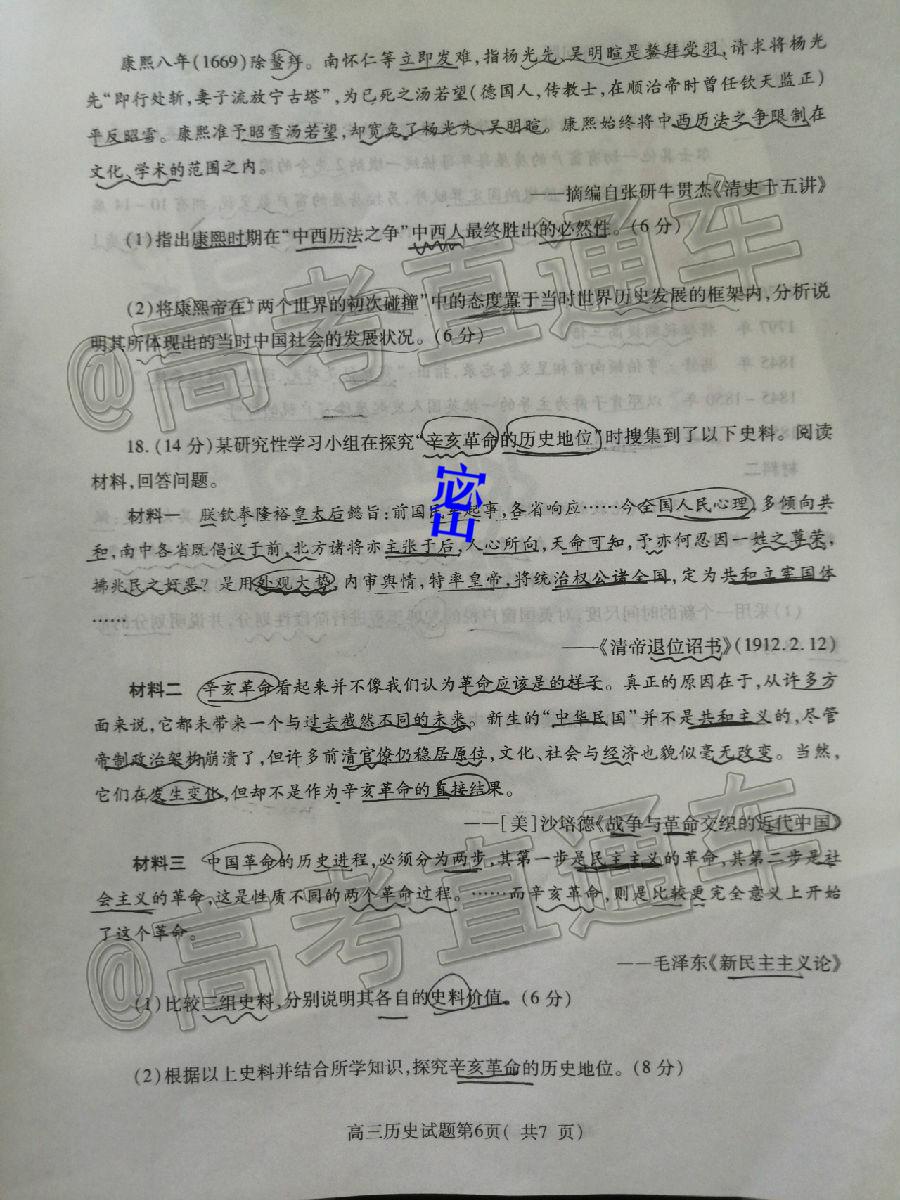 康熙八年(1669)除鳌拜。南怀仁等立即发难,指杨光先、吴明暄是鳌拜党羽,请求将杨光
先“即行处斩,妻子流放宁古塔”,为已死之汤若望(德国人,传教士,在顺治帝时曾任钦天监正)
平反昭雪。康熙准予昭雪汤若望,却宽免了杨光先、吴明暄。康熙始终将中西历法之争限制在
文化、学术的范围之内。
——摘编自张研牛贯杰《清史十五讲》
(1)指出康熙时期在“中西历法之争”中西人最终胜出的必然性。(6分)
(2)将康熙帝在“两个世界的初次碰撞”中的态度置于当时世界历史发展的框架内,分析说
明其所体现出的当时中国社会的发展状况。(6分)
18.(14分)某研究性学习小组在探究“辛亥革命的历史地位”时搜集到了以下史料。阅读
材料,回答问题。
密
材料一 朕钦奉隆裕皇太后懿旨:前因民军起事,各省响应……今全国人民心理,多倾向共
和,南中各省既倡议于前,北方诸将亦主张于后,人心所向,天命可知,予亦何忍因一姓之尊荣,
拂兆民之好恶?是用外观大势,内审舆情,特率皇帝,将统治权公诸全国,定为共和立宪国体
……
——《清帝退位诏书》(1912.2.12)
材料二 辛亥革命看起来并不像我们认为革命应该是的样子。真正的原因在于,从许多方
面来说,它都未带来一个与过去截然不同的未来。新生的“中华民国”并不是共和主义的,尽管
帝制政治架构崩溃了,但许多前清官僚仍稳居原位,文化、社会与经济也貌似毫无改变。当然,
它们在发生变化,但却不是作为辛亥革命的直接结果。
——[美]沙培德《战争与革命交织的近代中国》
材料三 中国革命的历史进程,必须分为两步,其第一步是民主主义的革命,其第二步是社
会主义的革命,这是性质不同的两个革命过程。……而辛亥革命,则是比较更完全意义上开始
了这个革命。
——毛泽东《新民主主义论》
(1)比较三组史料,分别说明其各自的史料价值。(6分)
(2)根据以上史料并结合所学知识,探究辛亥革命的历史地位。(8分)
高三历史试题第6页( 共7 页)
@高考直通车
@高考直通车